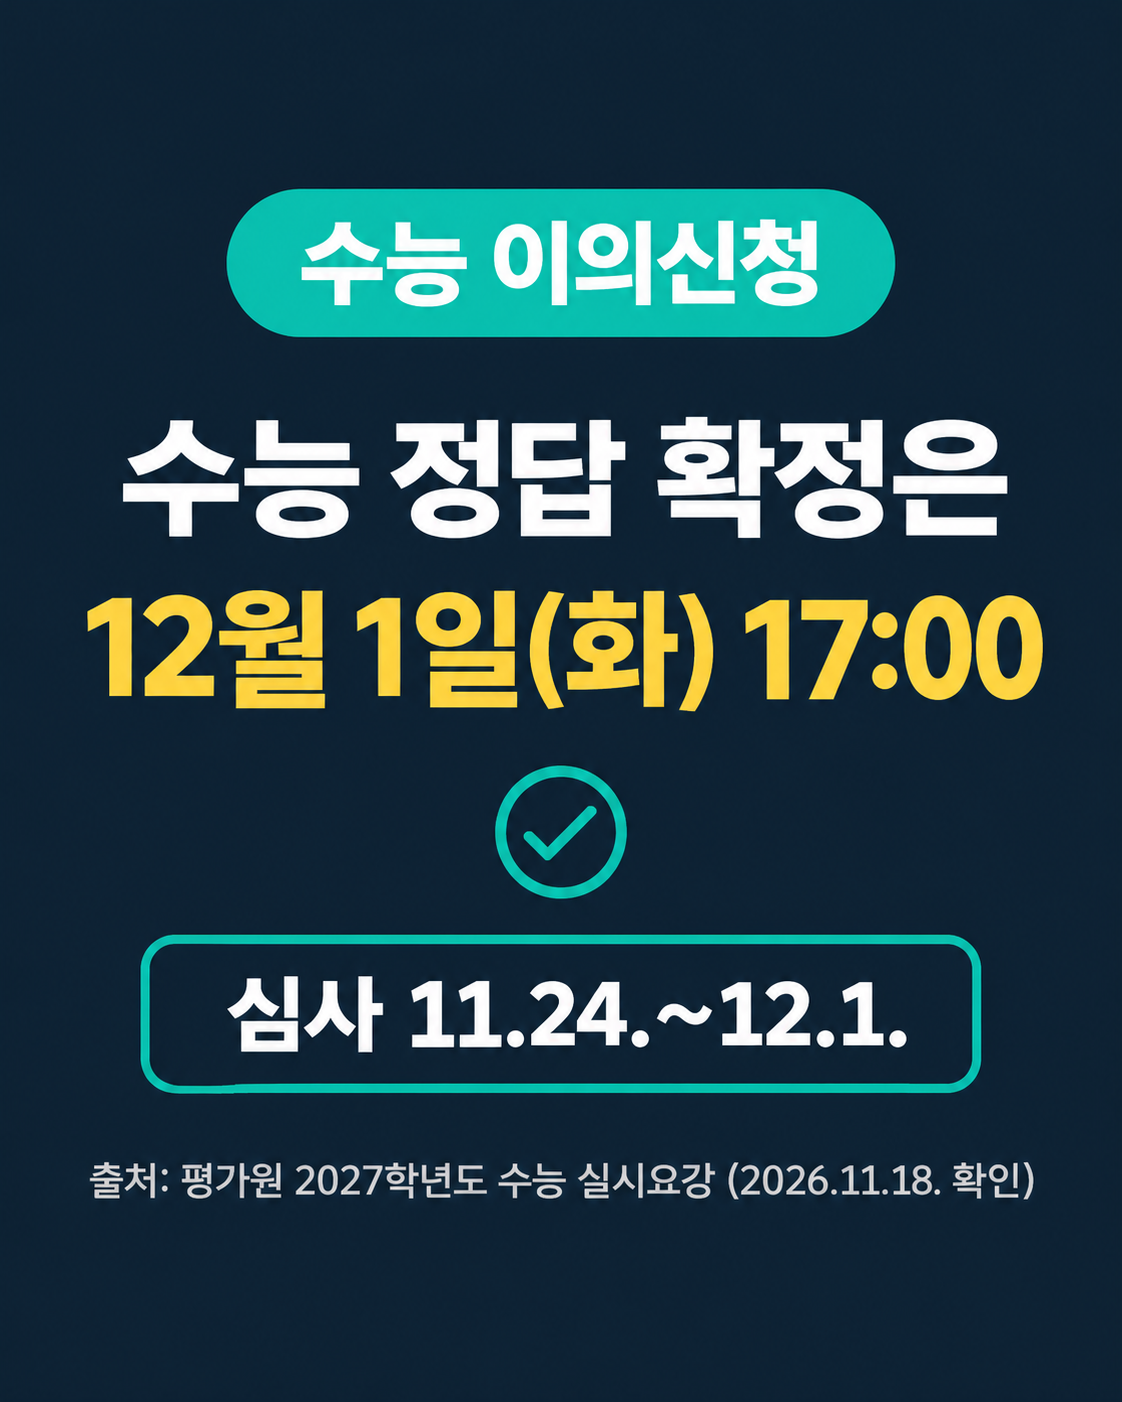 수능 이의신청
수능 정답 확정은
12월 1일(화) 17:00
심사 11.24.~12.1.
출처: 평가원 2027학년도 수능 실시요강 (2026.11.18. 확인)